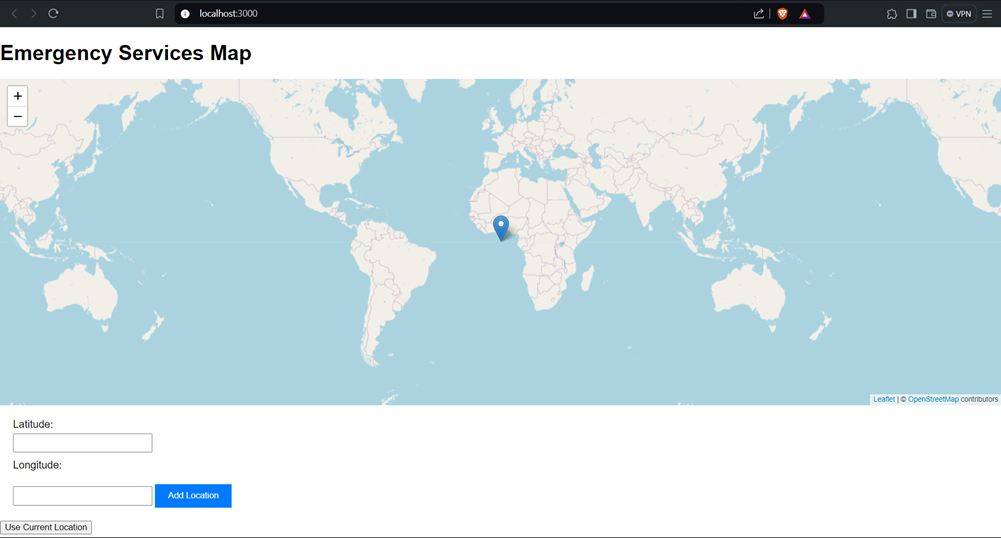 localhost:3000
VPN
Emergency Services Map
+
−
Leaflet | © OpenStreetMap contributors
Latitude:
Longitude:
Add Location
Use Current Location